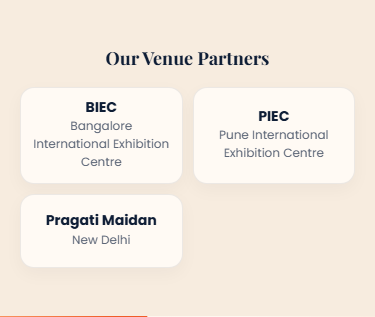 Our Venue Partners
BIEC
Bangalore
International Exhibition
Centre
PIEC
Pune International
Exhibition Centre
Pragati Maidan
New Delhi